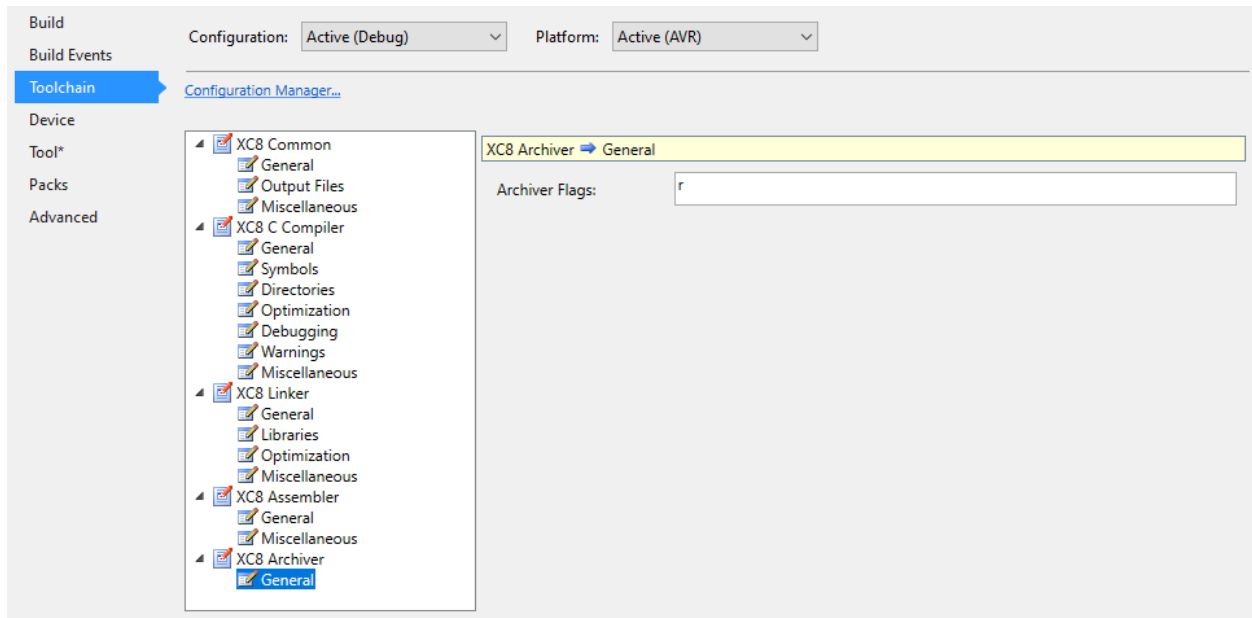 Build
Build Events
Toolchain
Device
Tool*
Packs
Advanced
Configuration: Active (Debug) Platform: Active (AVR)
Configuration Manager...
XC8 Common
General
Output Files
Miscellaneous
XC8 C Compiler
General
Symbols
Directories
Optimization
Debugging
Warnings
Miscellaneous
XC8 Linker
General
Libraries
Optimization
Miscellaneous
XC8 Assembler
General
Miscellaneous
XC8 Archiver
General
XC8 Archiver ➡ General
Archiver Flags: r